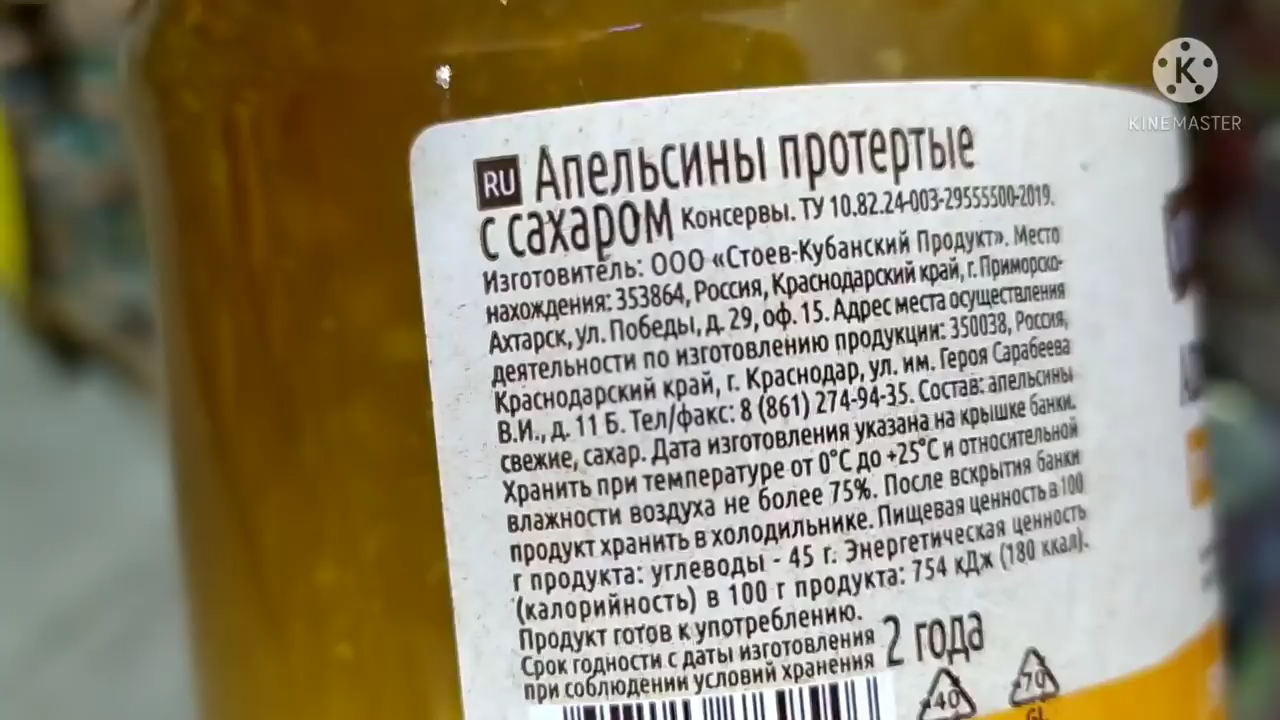 KINEMASTER
RU Апельсины протертые
с сахаром Консервы. ТУ 10.82.24-003-29555500-2019.
Изготовитель: ООО «Стоев-Кубанский Продукт». Место
нахождения: 353864, Россия, Краснодарский край, г. Приморско-
Ахтарск, ул. Победы, д. 29, оф. 15. Адрес места осуществления
деятельности по изготовлению продукции: 350038, Россия,
Краснодарский край, г. Краснодар, ул. им. Героя Сарабеева
В.И., д. 11 Б. Тел/факс: 8 (861) 274-94-35. Состав: апельсины
свежие, сахар. Дата изготовления указана на крышке банки.
Хранить при температуре от 0°С до +25°С и относительной
влажности воздуха не более 75%. После вскрытия банки
продукт хранить в холодильнике. Пищевая ценность в 100
г продукта: углеводы - 45 г. Энергетическая ценность
(калорийность) в 100 г продукта: 754 кДж (180 ккал).
Продукт готов к употреблению.
Срок годности с даты изготовления 2 года
при соблюдении условий хранения
40
70
GL